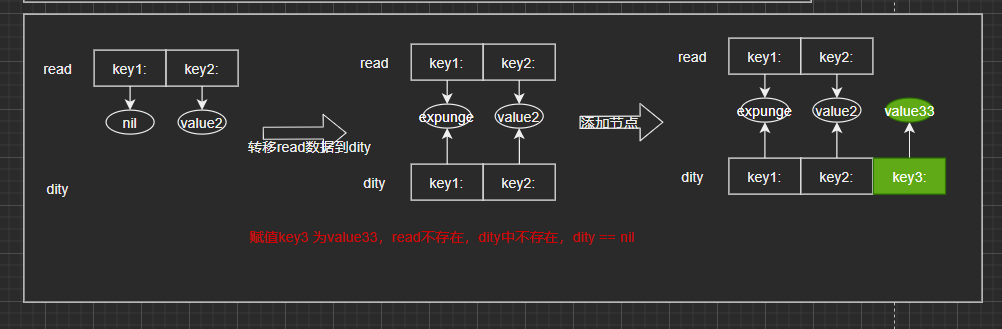 read
key1:
key2:
nil
value2
dity
转移read数据到dity
read
key1:
key2:
expunge
value2
dity
key1:
key2:
添加节点
read
key1:
key2:
expunge
value2
value33
dity
key1:
key2:
key3:
赋值key3 为value33，read不存在，dity中不存在，dity == nil